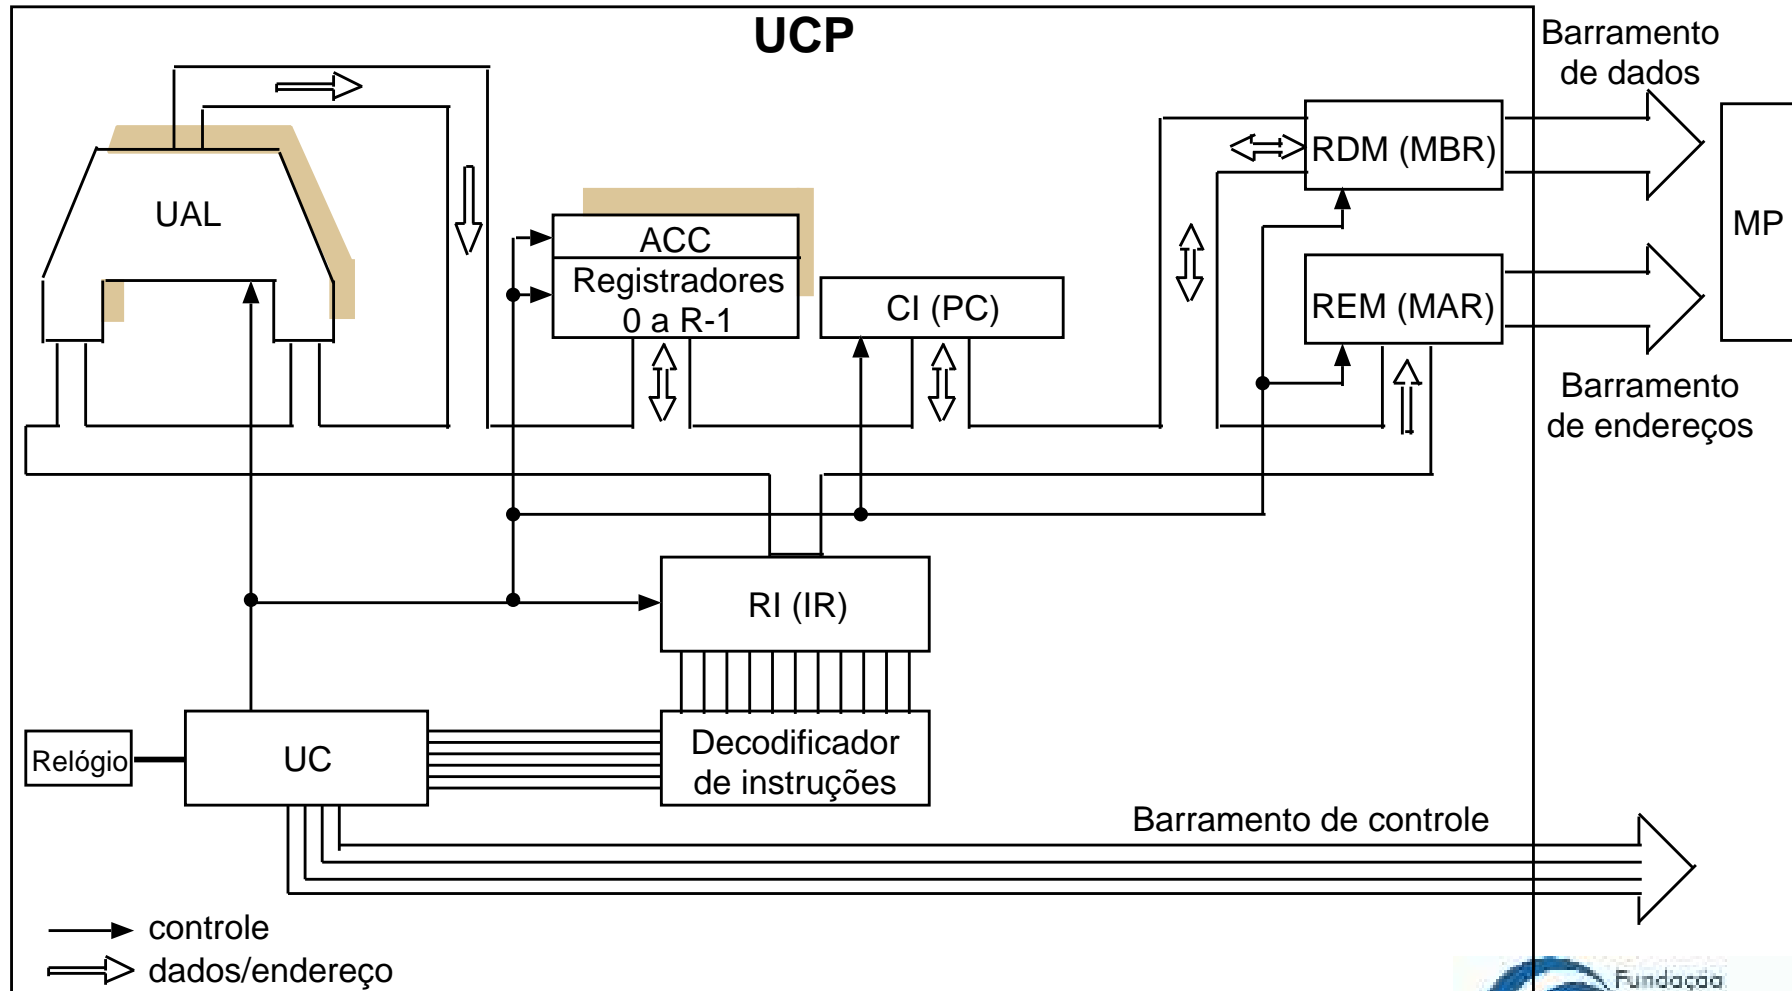 UCP
Barramento
de dados
RDM (MBR)
UAL
MP
ACC
Registradores
0 a R-1
CI (PC)
REM (MAR)
Barramento
de endereços
RI (IR)
Relógio
UC
Decodificador
de instruções
Barramento de controle
controle
dados/endereço
Fundação